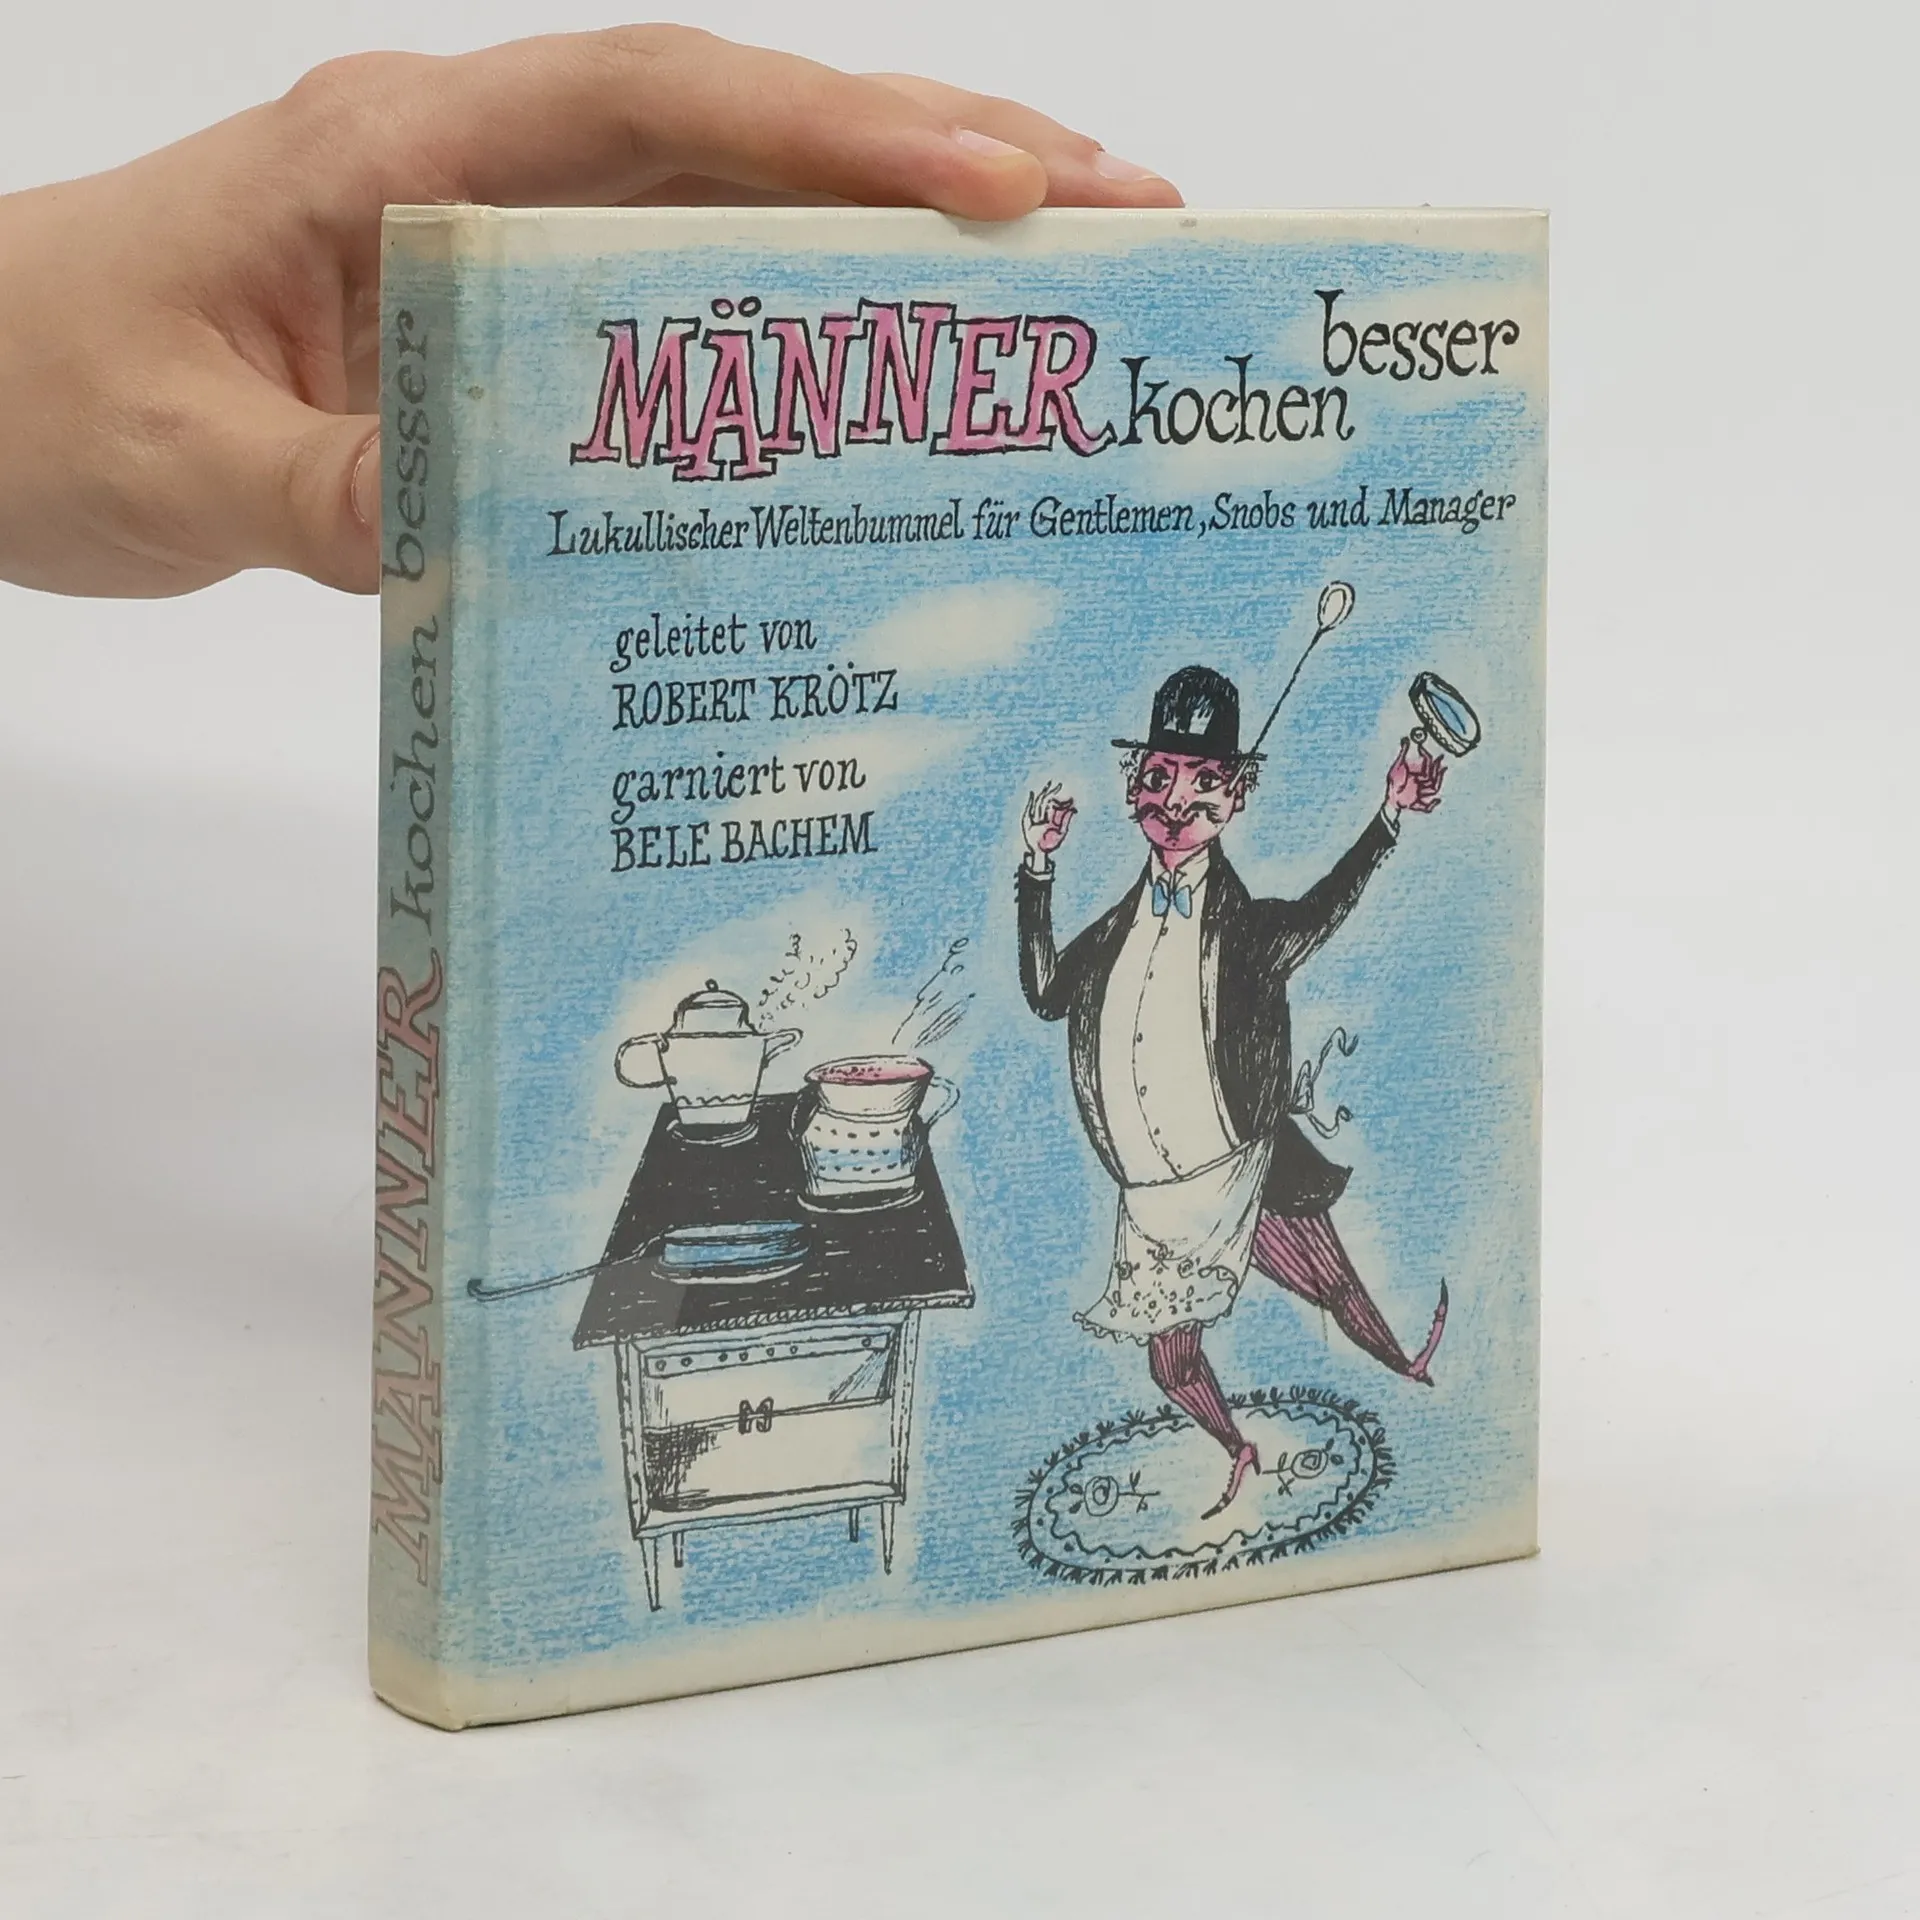 MÄNNER kochen besser
Lukullischer Weltenbummel für Gentlemen, Snobs und Manager
geleitet von
ROBERT KRÖTZ
garniert von
BELE BACHEM
MÄNNER kochen besser